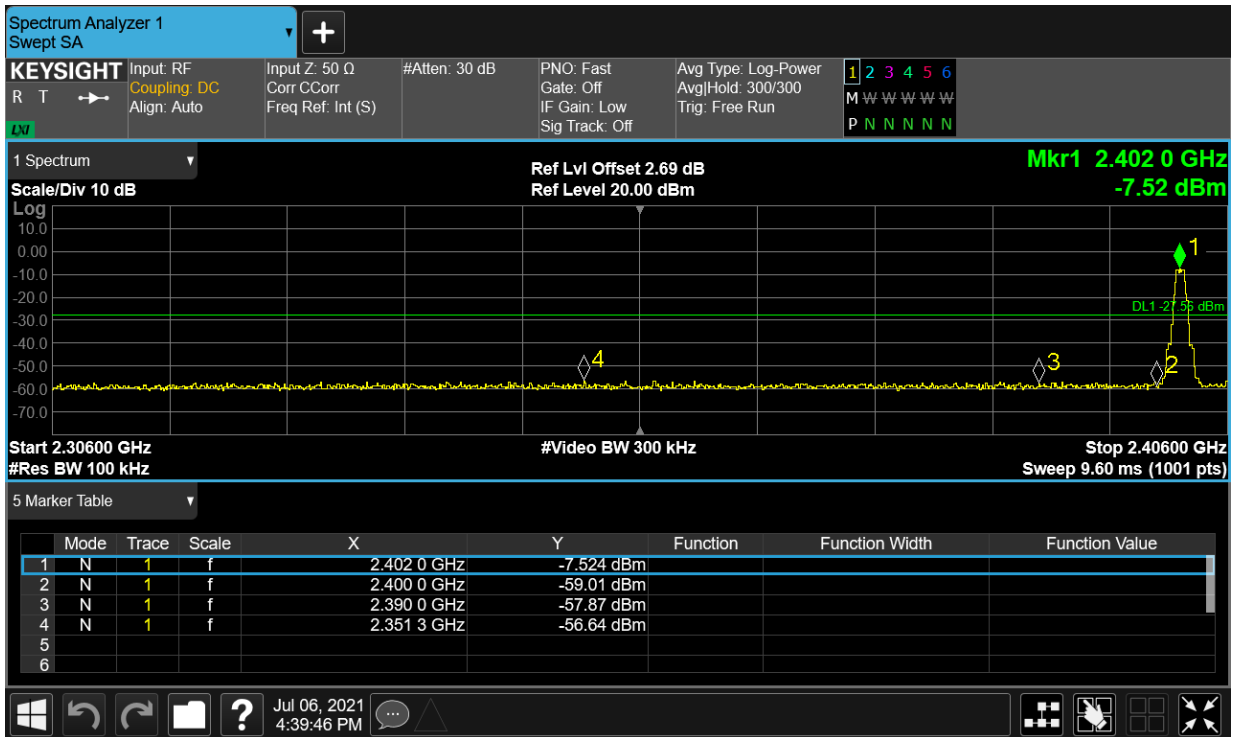 Spectrum Analyzer 1
Swept SA
+
KEYSIGHT
R T
LXI
Input: RF
Coupling: DC
Align: Auto
Input Z: 50 Ω
Corr CCorr
Freq Ref: Int (S)
#Atten: 30 dB
PNO: Fast
Gate: Off
IF Gain: Low
Sig Track: Off
Avg Type: Log-Power
Avg|Hold: 300/300
Trig: Free Run
1 2 3 4 5 6
M W W W W W
P N N N N N
1 Spectrum
Scale/Div 10 dB
Ref Lvl Offset 2.69 dB
Ref Level 20.00 dBm
Mkr1 2.402 0 GHz
-7.52 dBm
Log
10.0
0.00
-10.0
-20.0
-30.0
-40.0
-50.0
-60.0
-70.0
1
DL1 -27.56 dBm
4
3
2
Start 2.30600 GHz
#Res BW 100 kHz
#Video BW 300 kHz
Stop 2.40600 GHz
Sweep 9.60 ms (1001 pts)
5 Marker Table
Mode Trace Scale X Y Function Function Width Function Value
1 N 1 f 2.402 0 GHz -7.524 dBm
2 N 1 f 2.400 0 GHz -59.01 dBm
3 N 1 f 2.390 0 GHz -57.87 dBm
4 N 1 f 2.351 3 GHz -56.64 dBm
5
6
?
Jul 06, 2021
4:39:46 PM